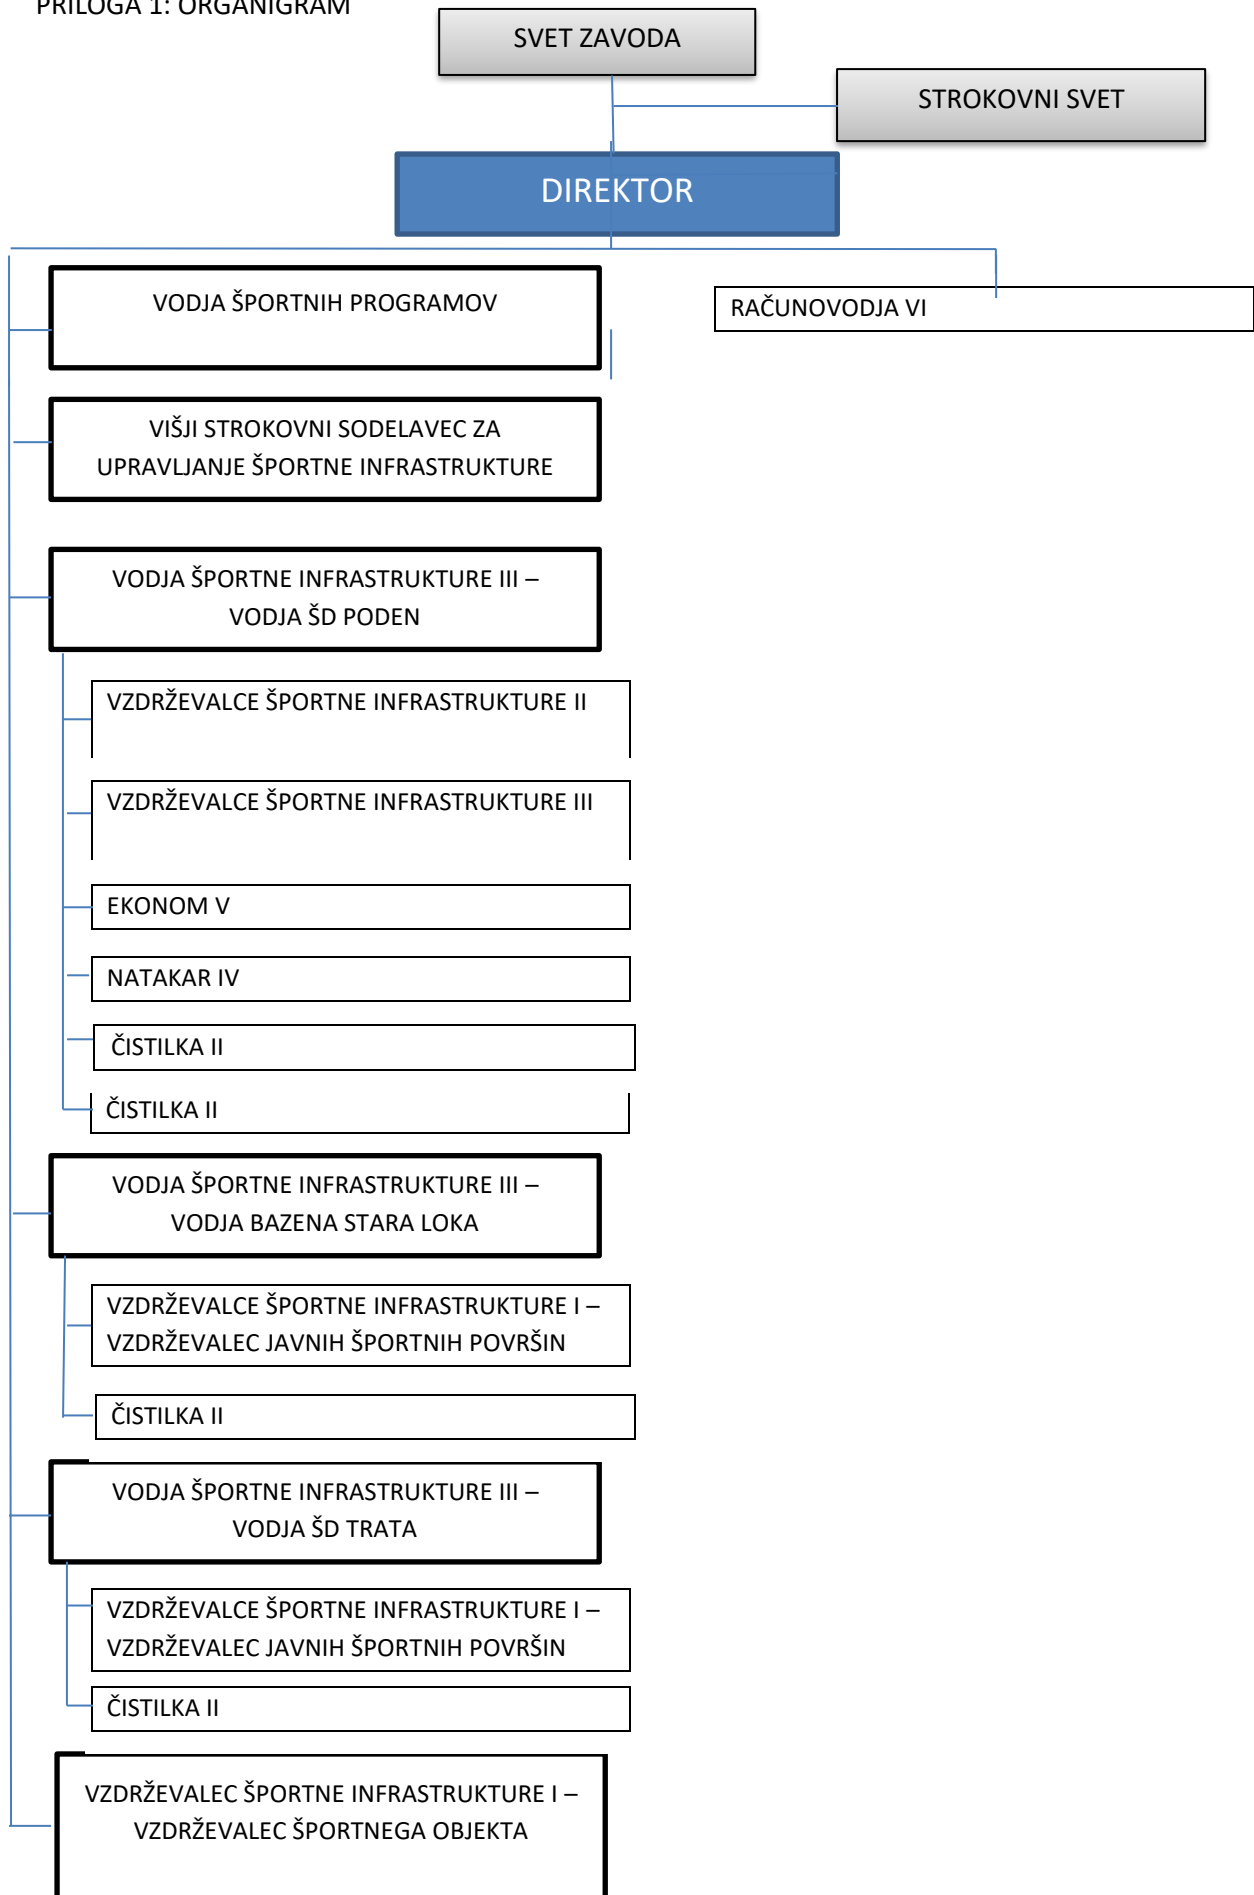 PRILOGA 1: ORGANIGRAM
SVET ZAVODA
STROKOVNI SVET
DIREKTOR
VODJA ŠPORTNIH PROGRAMOV
RAČUNOVODJA VI
VIŠJI STROKOVNI SODELAVEC ZA
UPRAVLJANJE ŠPORTNE INFRASTRUKTURE
VODJA ŠPORTNE INFRASTRUKTURE III –
VODJA ŠD PODEN
VZDRŽEVALCE ŠPORTNE INFRASTRUKTURE II
VZDRŽEVALCE ŠPORTNE INFRASTRUKTURE III
EKONOM V
NATAKAR IV
ČISTILKA II
ČISTILKA II
VODJA ŠPORTNE INFRASTRUKTURE III –
VODJA BAZENA STARA LOKA
VZDRŽEVALCE ŠPORTNE INFRASTRUKTURE I –
VZDRŽEVALEC JAVNIH ŠPORTNIH POVRŠIN
ČISTILKA II
VODJA ŠPORTNE INFRASTRUKTURE III –
VODJA ŠD TRATA
VZDRŽEVALCE ŠPORTNE INFRASTRUKTURE I –
VZDRŽEVALEC JAVNIH ŠPORTNIH POVRŠIN
ČISTILKA II
VZDRŽEVALEC ŠPORTNE INFRASTRUKTURE I –
VZDRŽEVALEC ŠPORTNEGA OBJEKTA